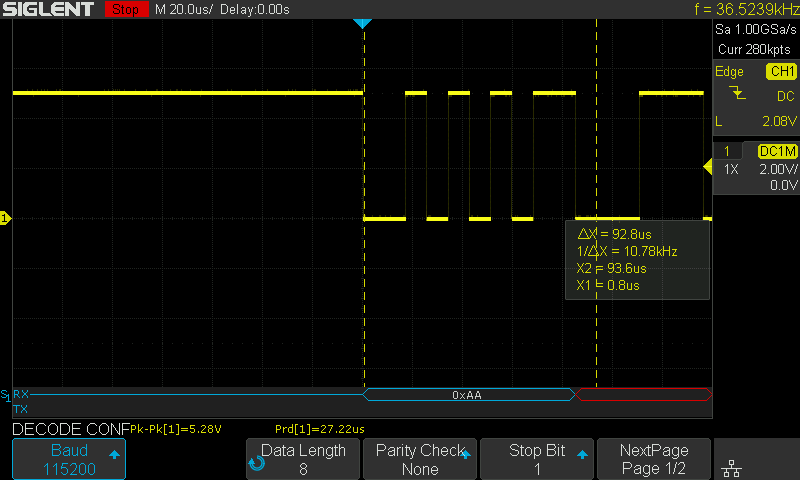 SIGLENT Stop M 20.0us/ Delay:0.00s f = 36.5239kHz
Sa 1.00GSa/s
Curr 280kpts
Edge CH1
DC
L 2.08V
1 DC1M
1X 2.00V/
0.0V
1
△X = 92.8us
1/△X = 10.78kHz
X2 = 93.6us
X1 = 0.8us
S1 RX 0xAA
TX
DECODE CONF Pk-Pk[1]=5.28V Prd[1]=27.22us
Baud
115200
Data Length
8
Parity Check
None
Stop Bit
1
NextPage
Page 1/2